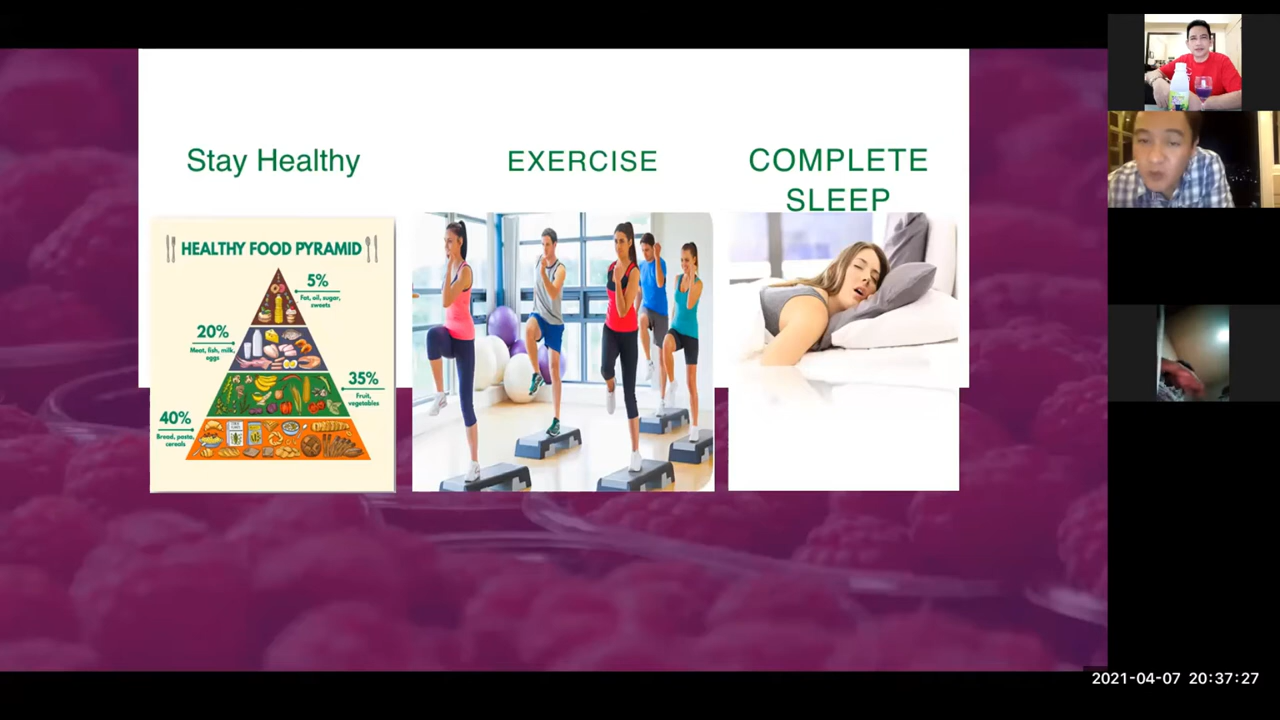 Stay Healthy
EXERCISE
COMPLETE
SLEEP
HEALTHY FOOD PYRAMID
5%
Fat, oil, sugar,
sweets
20%
Meat, fish, milk,
eggs
35%
Fruit,
vegetables
40%
Bread, pasta,
cereals
2021-04-07 20:37:27